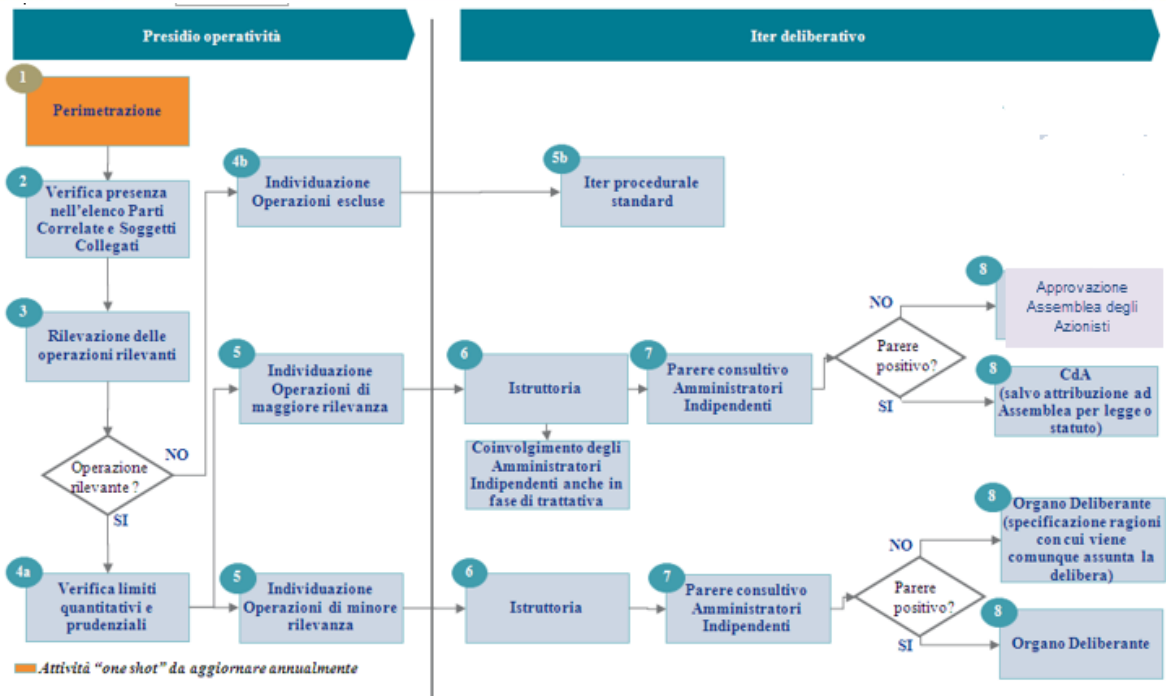 Presidio operatività
Iter deliberativo
1
Perimetrazione
2
Verifica presenza
nell'elenco Parti
Correlate e Soggetti
Collegati
4b
Individuazione
Operazioni escluse
5b
Iter procedurale
standard
3
Rilevazione delle
operazioni rilevanti
5
Individuazione
Operazioni di
maggiore rilevanza
6
Istruttoria
7
Parere consultivo
Amministratori
Indipendenti
Parere
positivo?
NO
8
Approvazione
Assemblea degli
Azionisti
SI
8
CdA
(salvo attribuzione ad
Assemblea per legge o
statuto)
Coinvolgimento degli
Amministratori
Indipendenti anche in
fase di trattativa
Operazione
rilevante ?
NO
SI
4a
Verifica limiti
quantitativi e
prudenziali
5
Individuazione
Operazioni di minore
rilevanza
6
Istruttoria
7
Parere consultivo
Amministratori
Indipendenti
Parere
positivo?
NO
8
Organo Deliberante
(specificazione ragioni
con cui viene
comunque assunta la
delibera)
SI
8
Organo Deliberante
Attività “one shot” da aggiornare annualmente